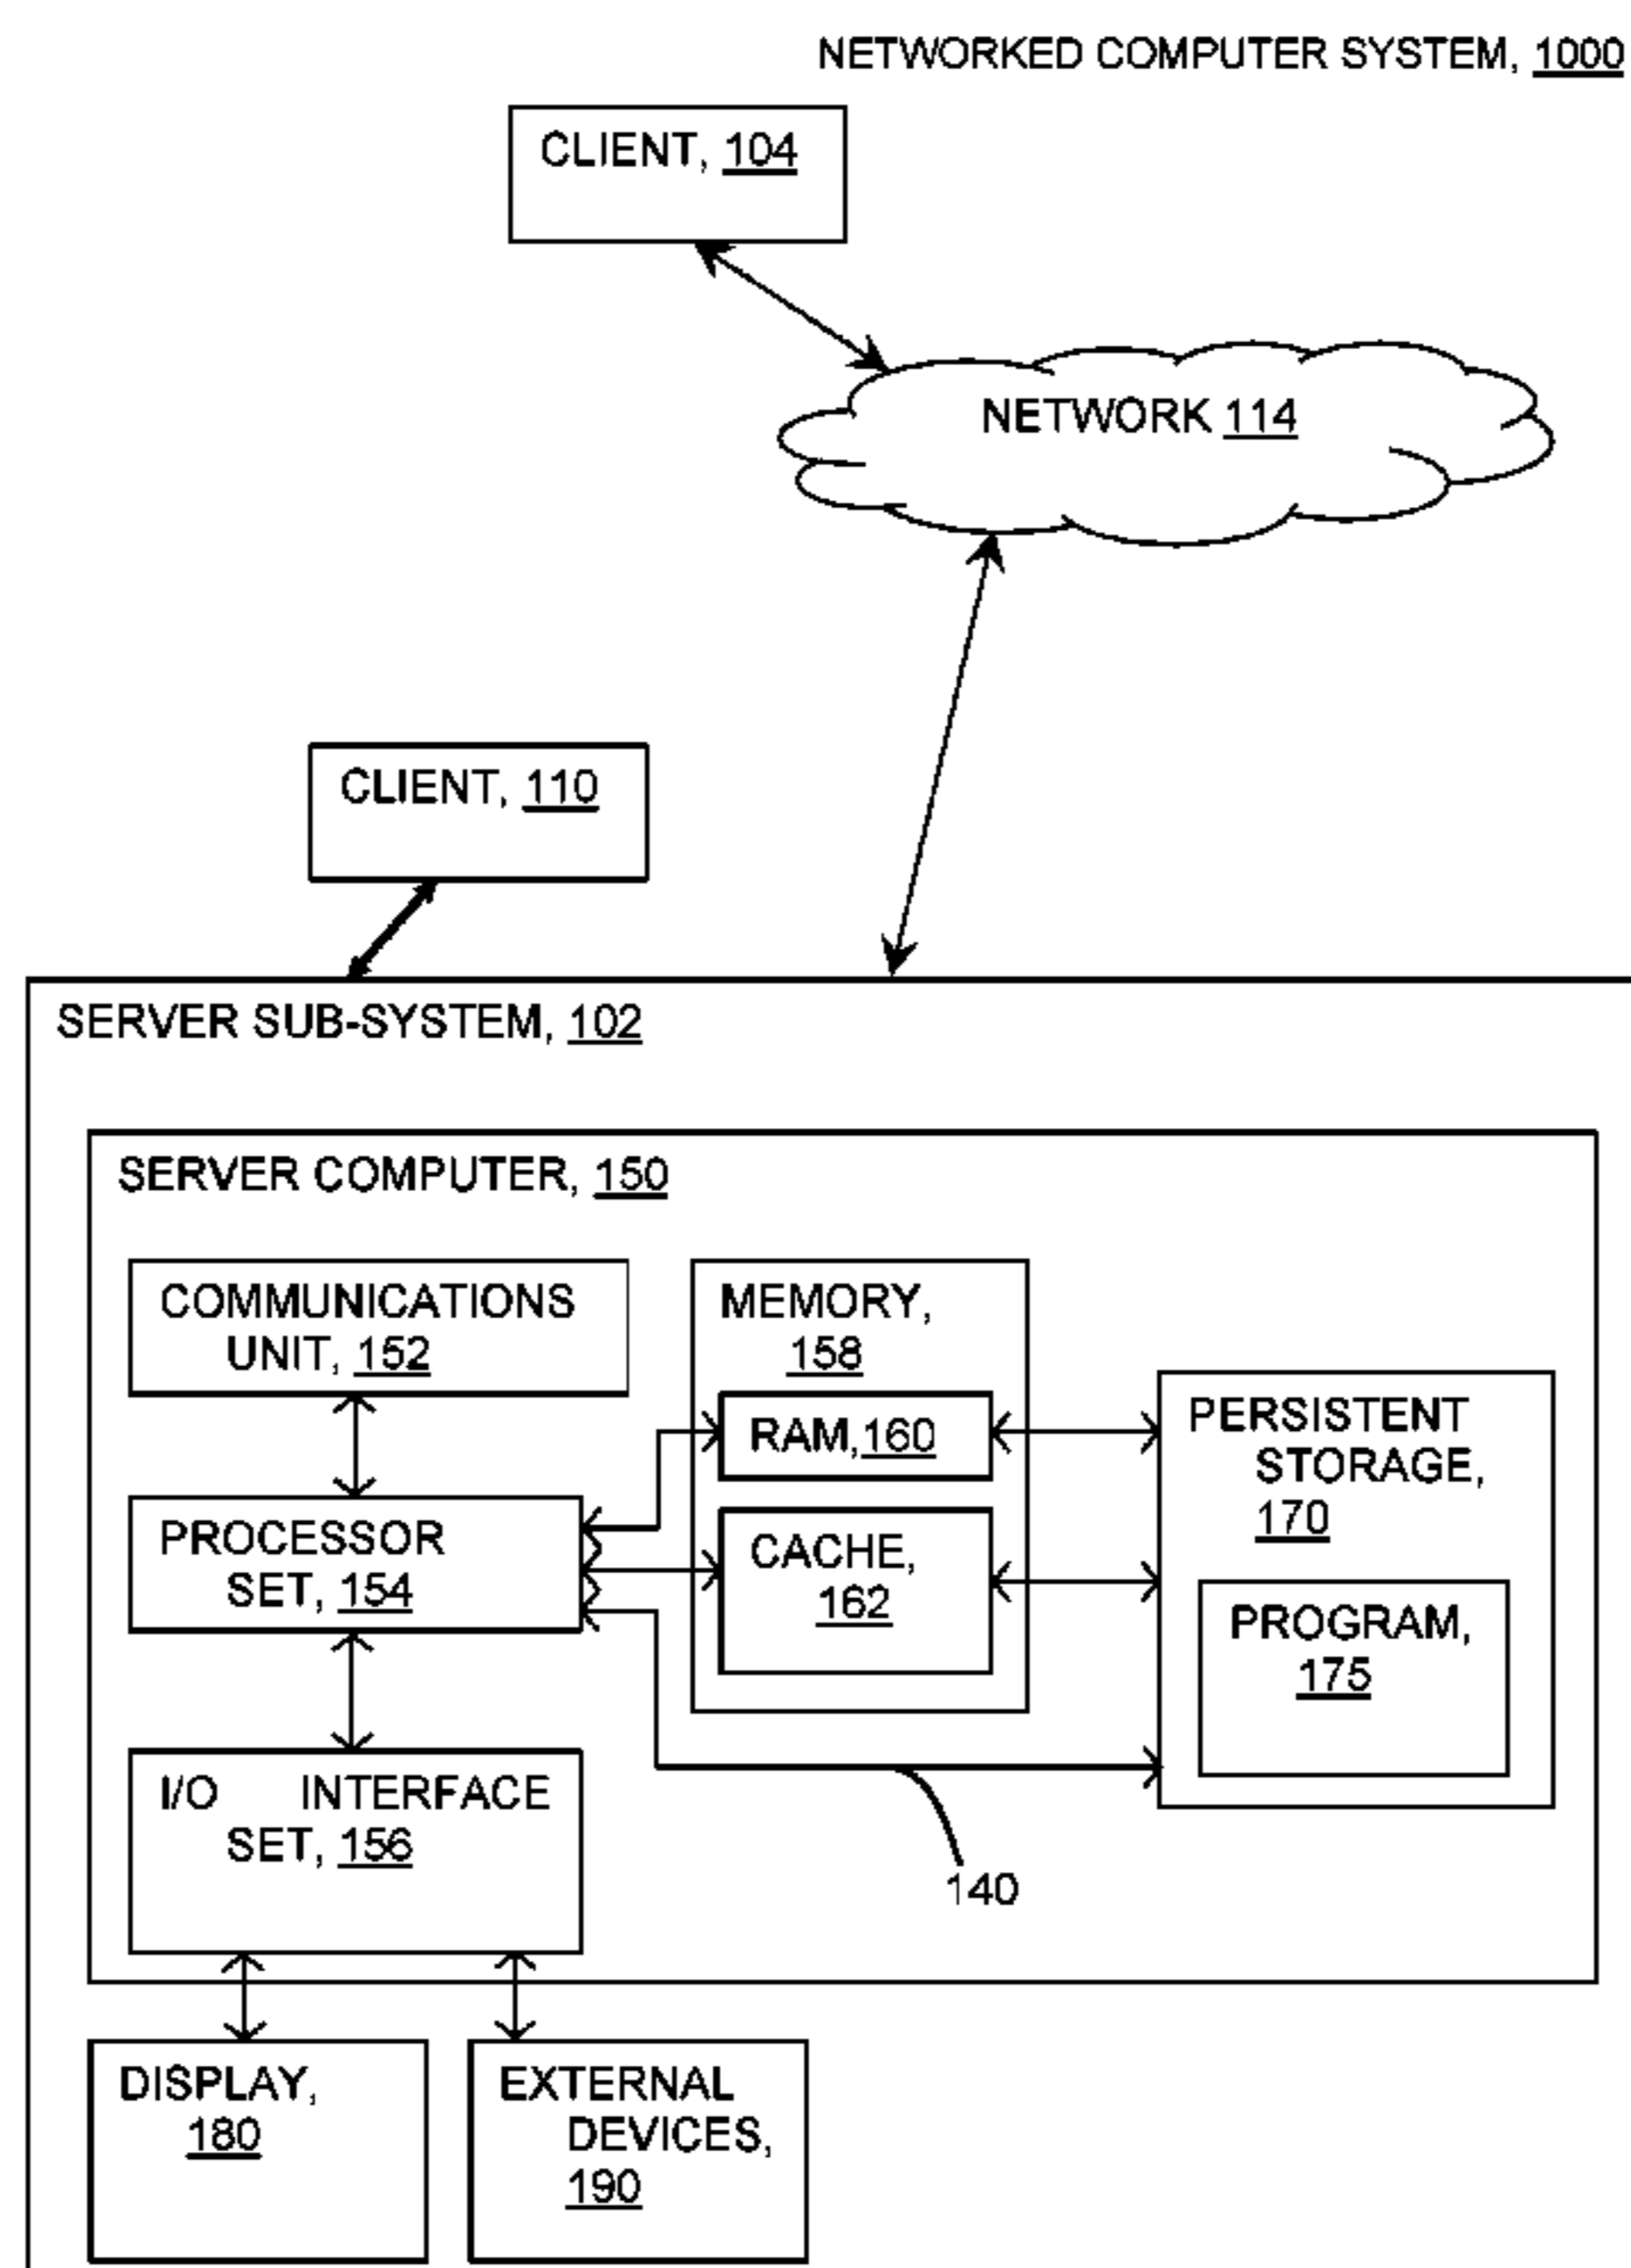 NETWORKED COMPUTER SYSTEM, 1000
CLIENT, 104
NETWORK 114
CLIENT, 110
SERVER SUB-SYSTEM, 102
SERVER COMPUTER, 150
COMMUNICATIONS
UNIT, 152
MEMORY,
158
RAM, 160
PERSISTENT
STORAGE,
170
PROCESSOR
SET, 154
CACHE,
162
PROGRAM,
175
I/O INTERFACE
SET, 156
140
DISPLAY,
180
EXTERNAL
DEVICES,
190